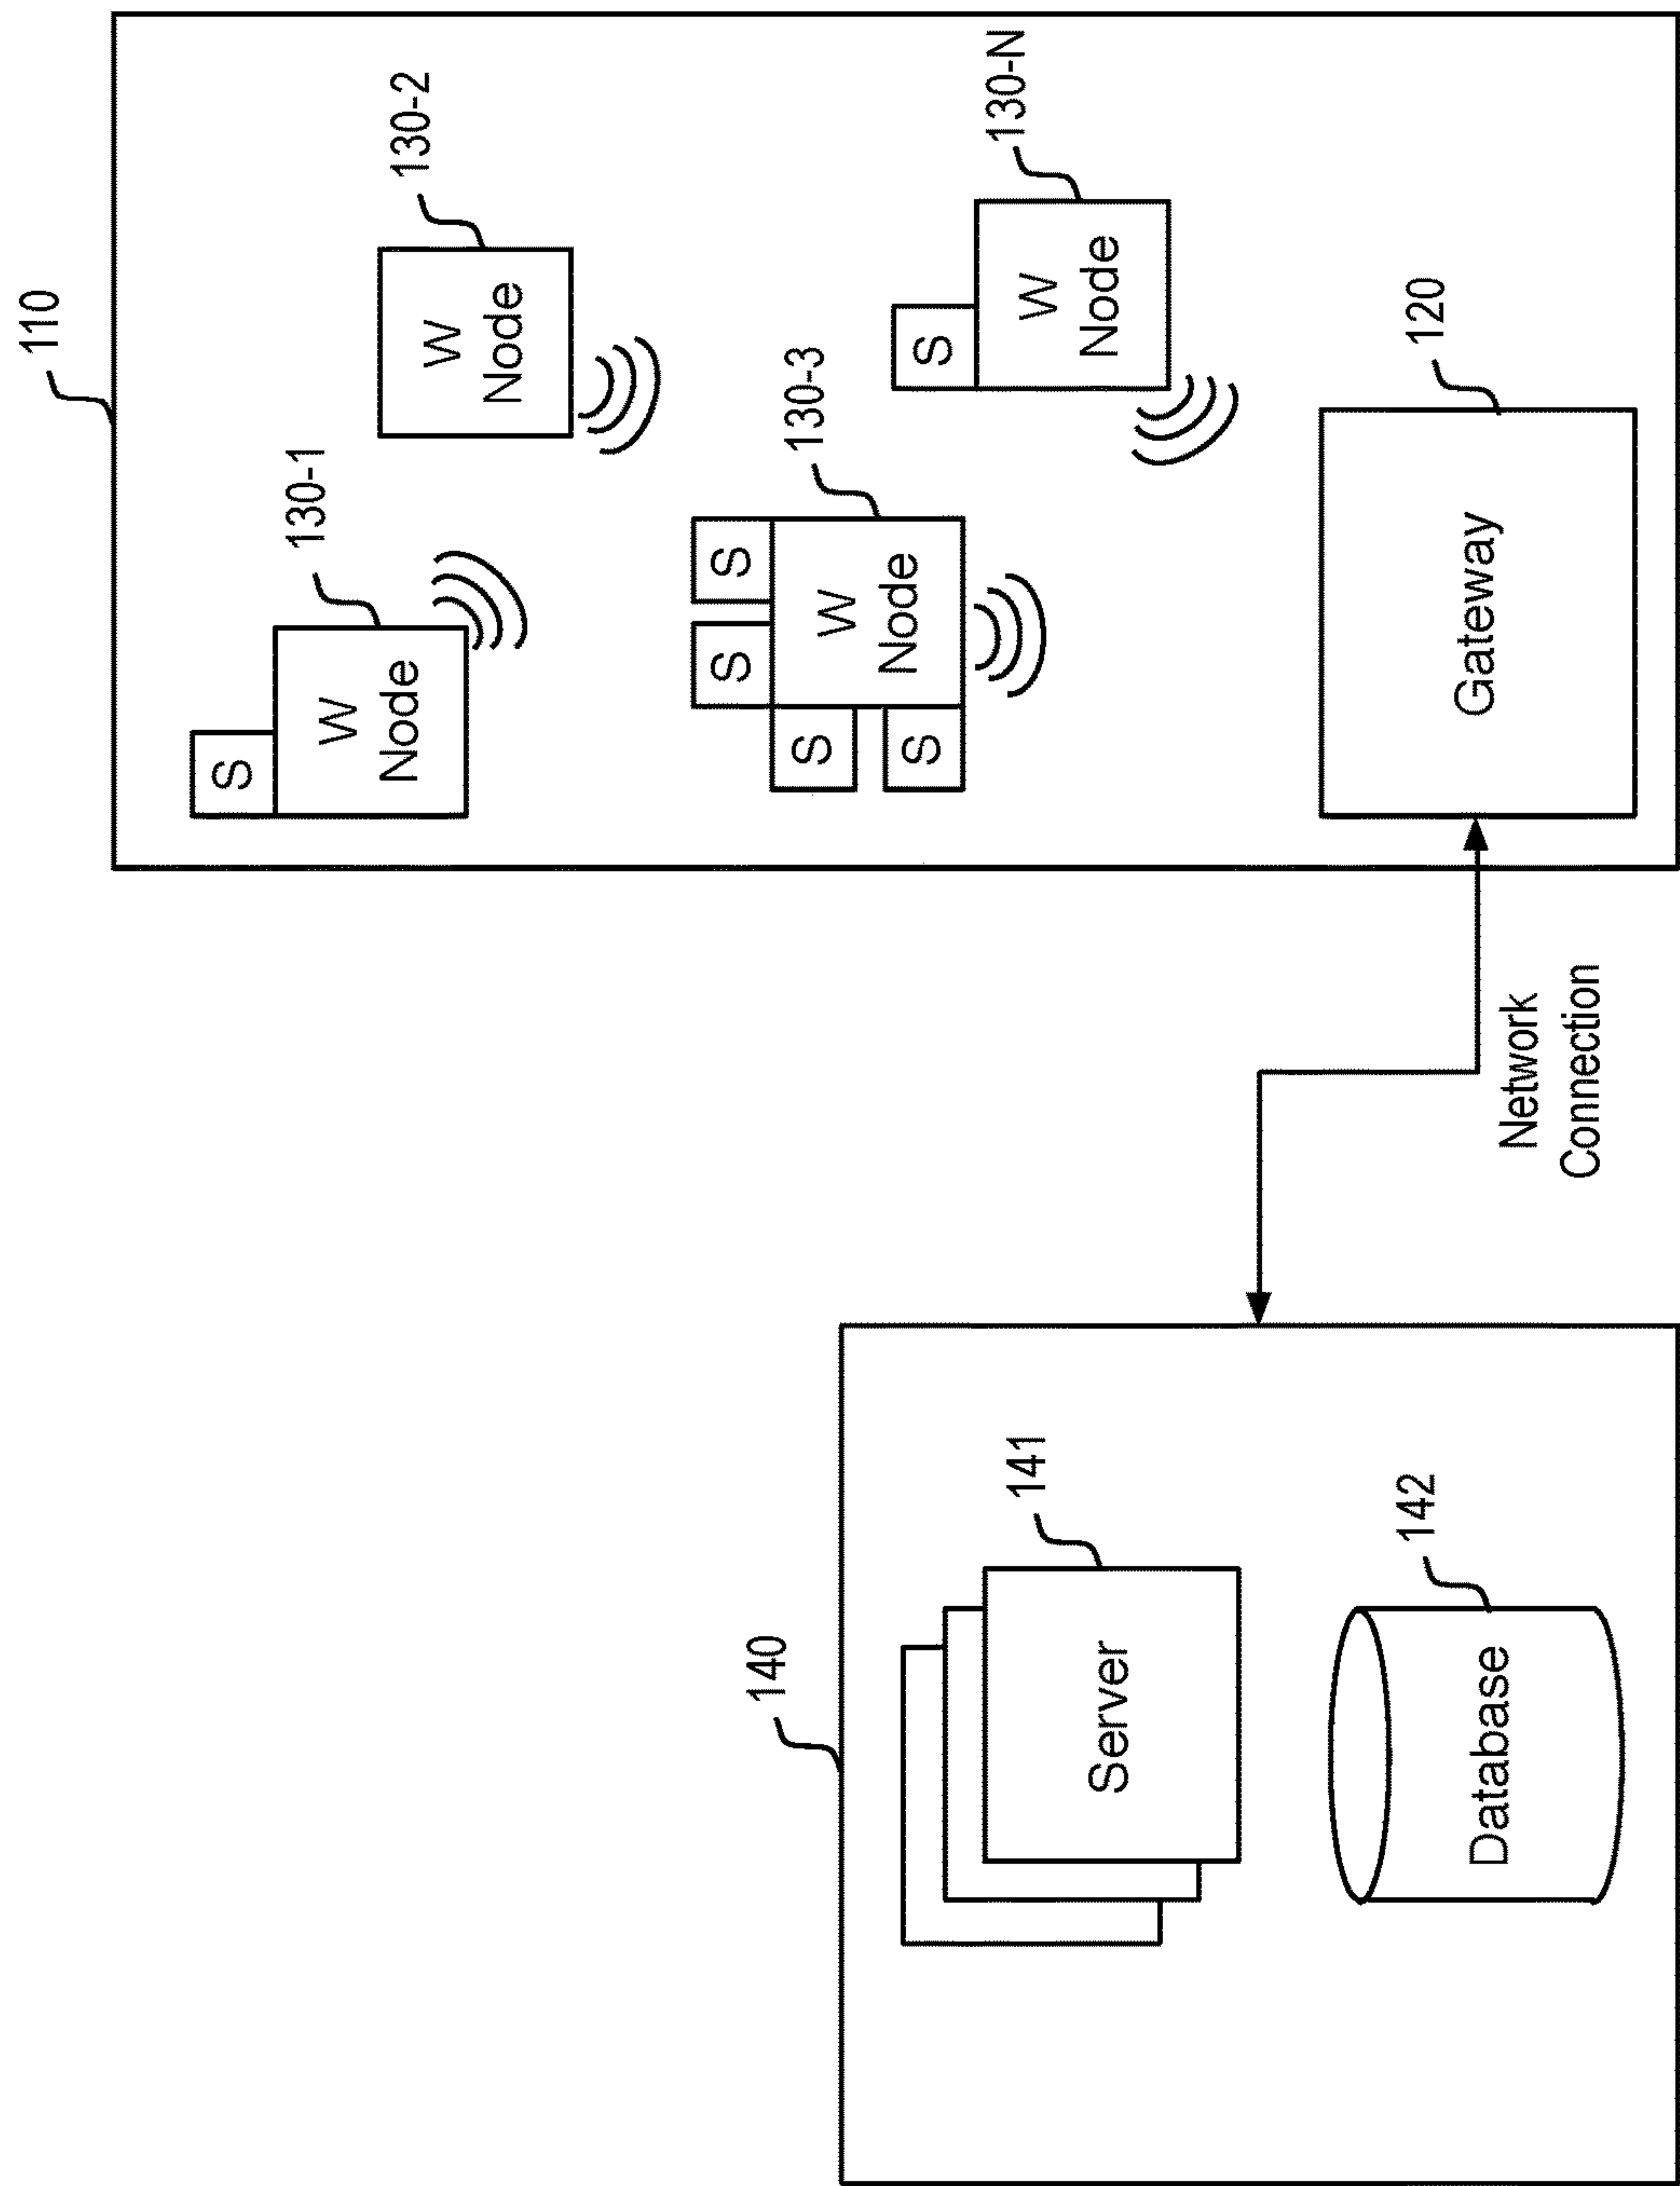 110
130-1
S
W
Node
130-2
W
Node
130-3
S
S
S
S
W
Node
130-N
S
W
Node
120
Gateway
Network
Connection
140
141
Server
142
Database